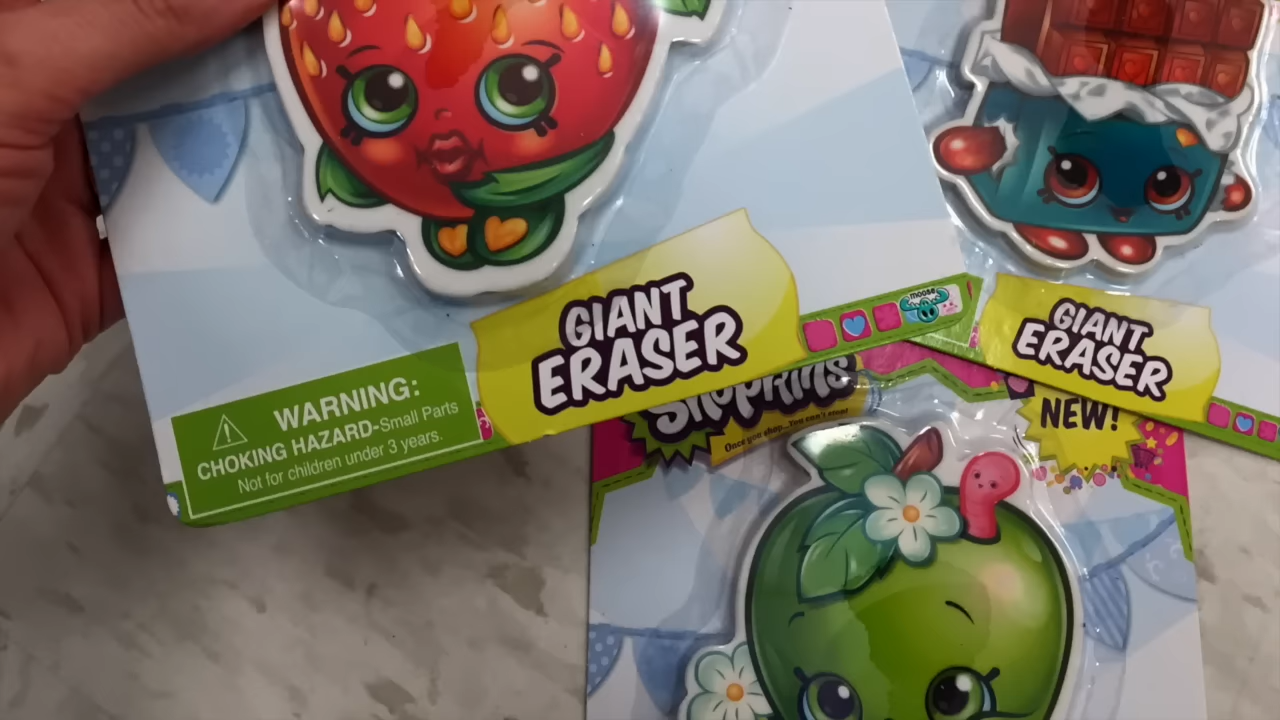 GIANT
ERASER
WARNING:
CHOKING HAZARD-Small Parts
Not for children under 3 years.
moose
GIANT
ERASER
SHOPKINS
Once you shop...You can't stop!
NEW!